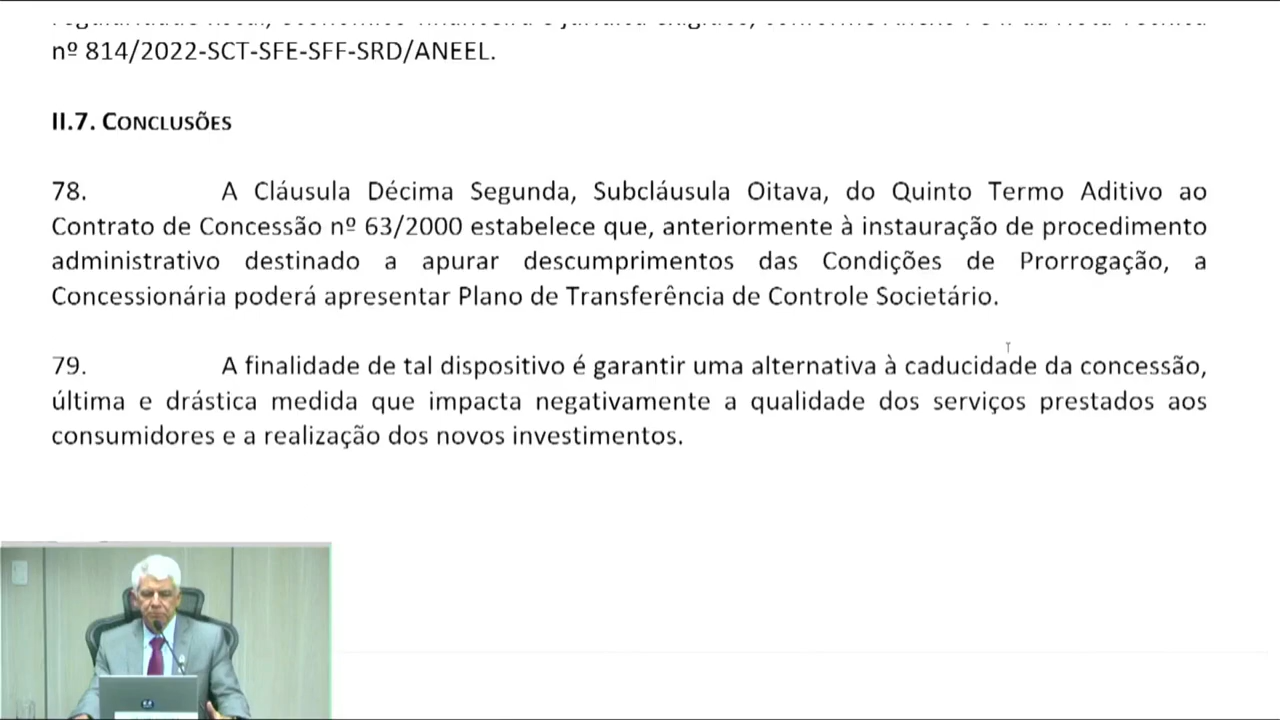 nº 814/2022-SCT-SFE-SFF-SRD/ANEEL.
II.7. CONCLUSÕES
78. A Cláusula Décima Segunda, Subcláusula Oitava, do Quinto Termo Aditivo ao
Contrato de Concessão nº 63/2000 estabelece que, anteriormente à instauração de procedimento
administrativo destinado a apurar descumprimentos das Condições de Prorrogação, a
Concessionária poderá apresentar Plano de Transferência de Controle Societário.
79. A finalidade de tal dispositivo é garantir uma alternativa à caducidade da concessão,
última e drástica medida que impacta negativamente a qualidade dos serviços prestados aos
consumidores e a realização dos novos investimentos.